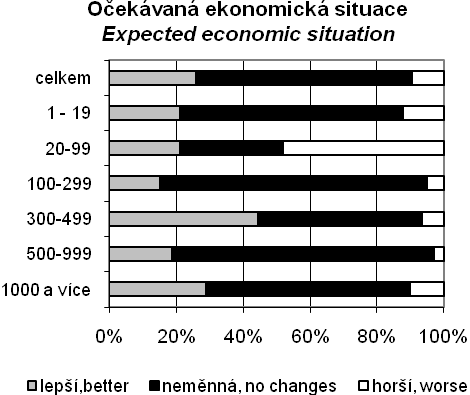 Očekávaná ekonomická situace
Expected economic situation
celkem
1 - 19
20-99
100-299
300-499
500-999
1000 a více
0% 20% 40% 60% 80% 100%
lepší,better neměnná, no changes horší, worse